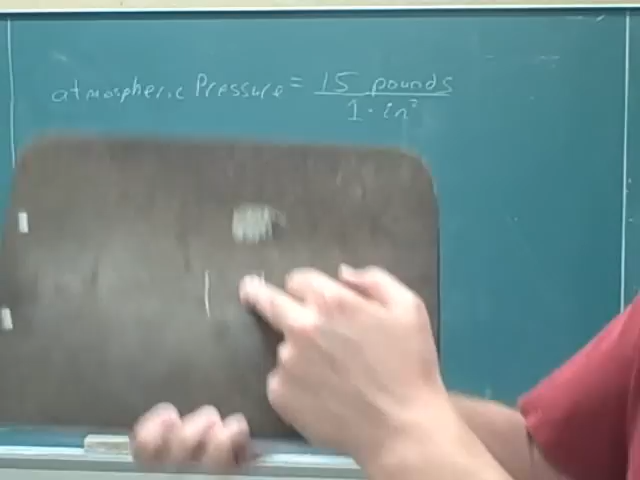 atmospheric Pressure = 15 pounds
1 · in²